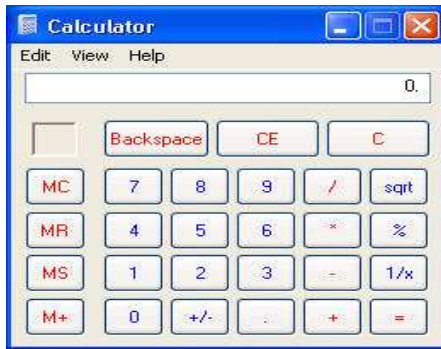 Calculator
Edit View Help
0.
Backspace CE C
MC 7 8 9 / sqrt
MR 4 5 6 * %
MS 1 2 3 - 1/x
M+ 0 +/- . + =